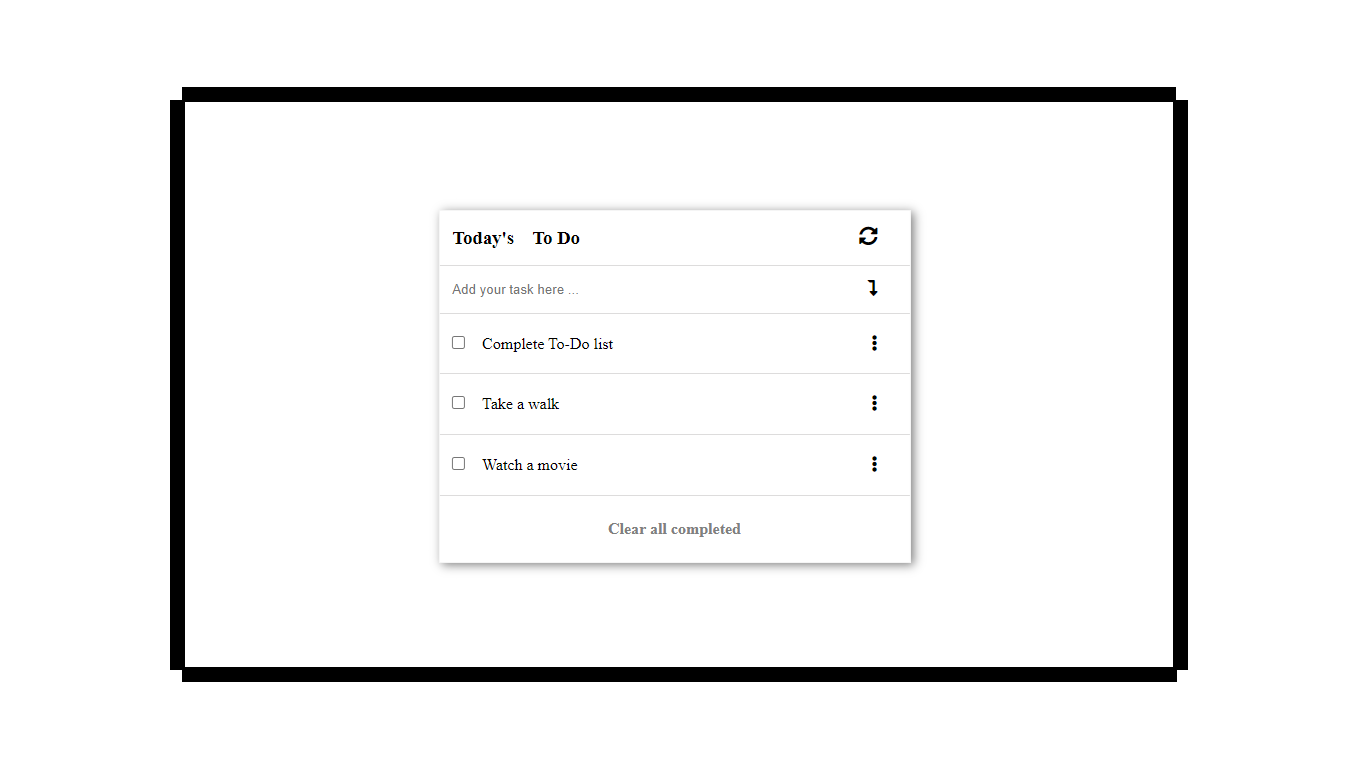 Today's To Do
Add your task here ...
Complete To-Do list
Take a walk
Watch a movie
Clear all completed